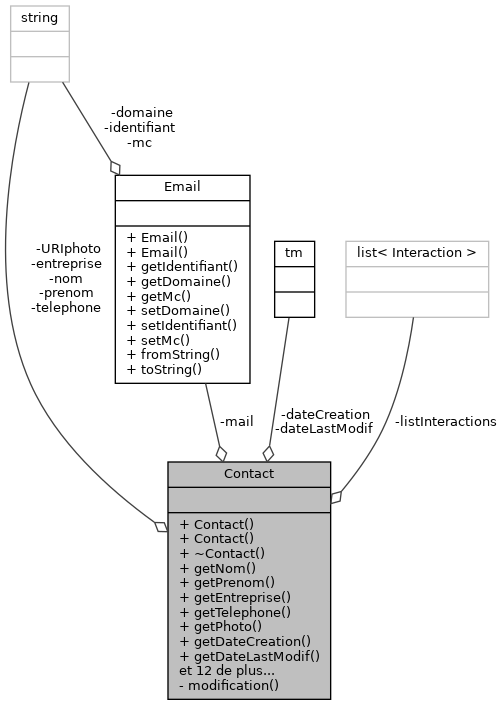 string
-domaine
-identifiant
-mc
Email
+ Email()
+ Email()
+ getIdentifiant()
+ getDomaine()
+ getMc()
+ setDomaine()
+ setIdentifiant()
+ setMc()
+ fromString()
+ toString()
tm
list< Interaction >
-URIphoto
-entreprise
-nom
-prenom
-telephone
-mail
-dateCreation
-dateLastModif
-listInteractions
Contact
+ Contact()
+ Contact()
+ ~Contact()
+ getNom()
+ getPrenom()
+ getEntreprise()
+ getTelephone()
+ getPhoto()
+ getDateCreation()
+ getDateLastModif()
et 12 de plus...
- modification()